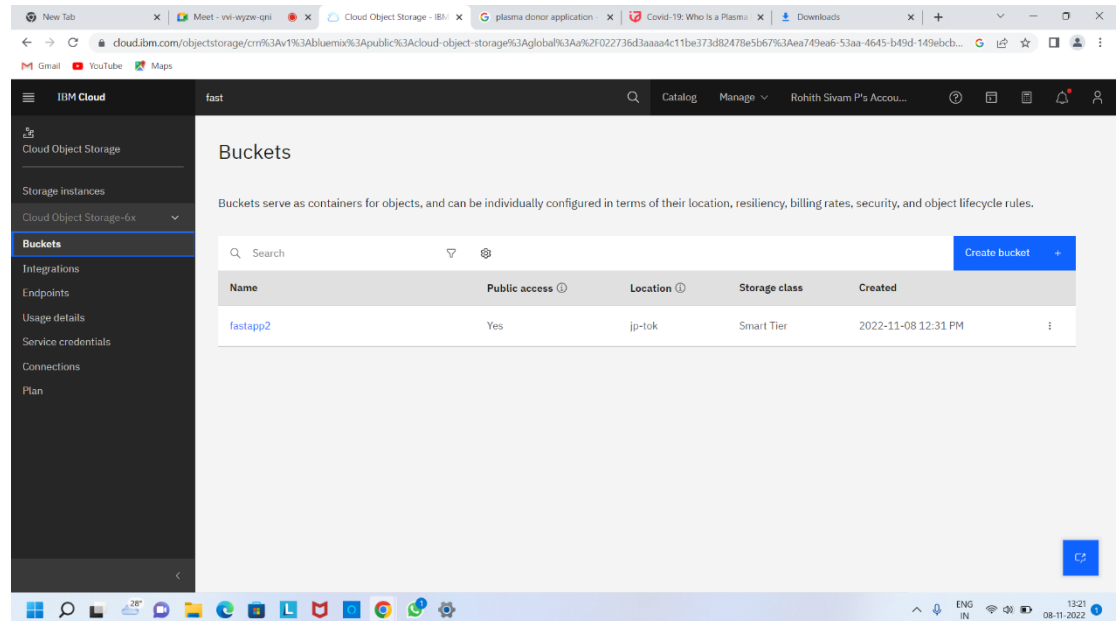 New Tab
Meet - vvi-wyzw-qni
Cloud Object Storage - IBM
plasma donor application -
Covid-19: Who Is a Plasma
Downloads
cloud.ibm.com/objectstorage/crn%3Av1%3Abluemix%3Apublic%3Acloud-object-storage%3Aglobal%3Aa%2F022736d3aaaa4c11be373d82478e5b67%3Aea749ea6-53aa-4645-b49d-149ebcb...
Gmail YouTube Maps
IBM Cloud
fast
Catalog Manage Rohith Sivam P's Accou...
Cloud Object Storage
Storage instances
Cloud Object Storage-6x
Buckets
Integrations
Endpoints
Usage details
Service credentials
Connections
Plan
Buckets
Buckets serve as containers for objects, and can be individually configured in terms of their location, resiliency, billing rates, security, and object lifecycle rules.
Search
Create bucket +
Name Public access Location Storage class Created
fastapp2 Yes jp-tok Smart Tier 2022-11-08 12:31 PM
28°
1
ENG
IN
13:21
08-11-2022
1